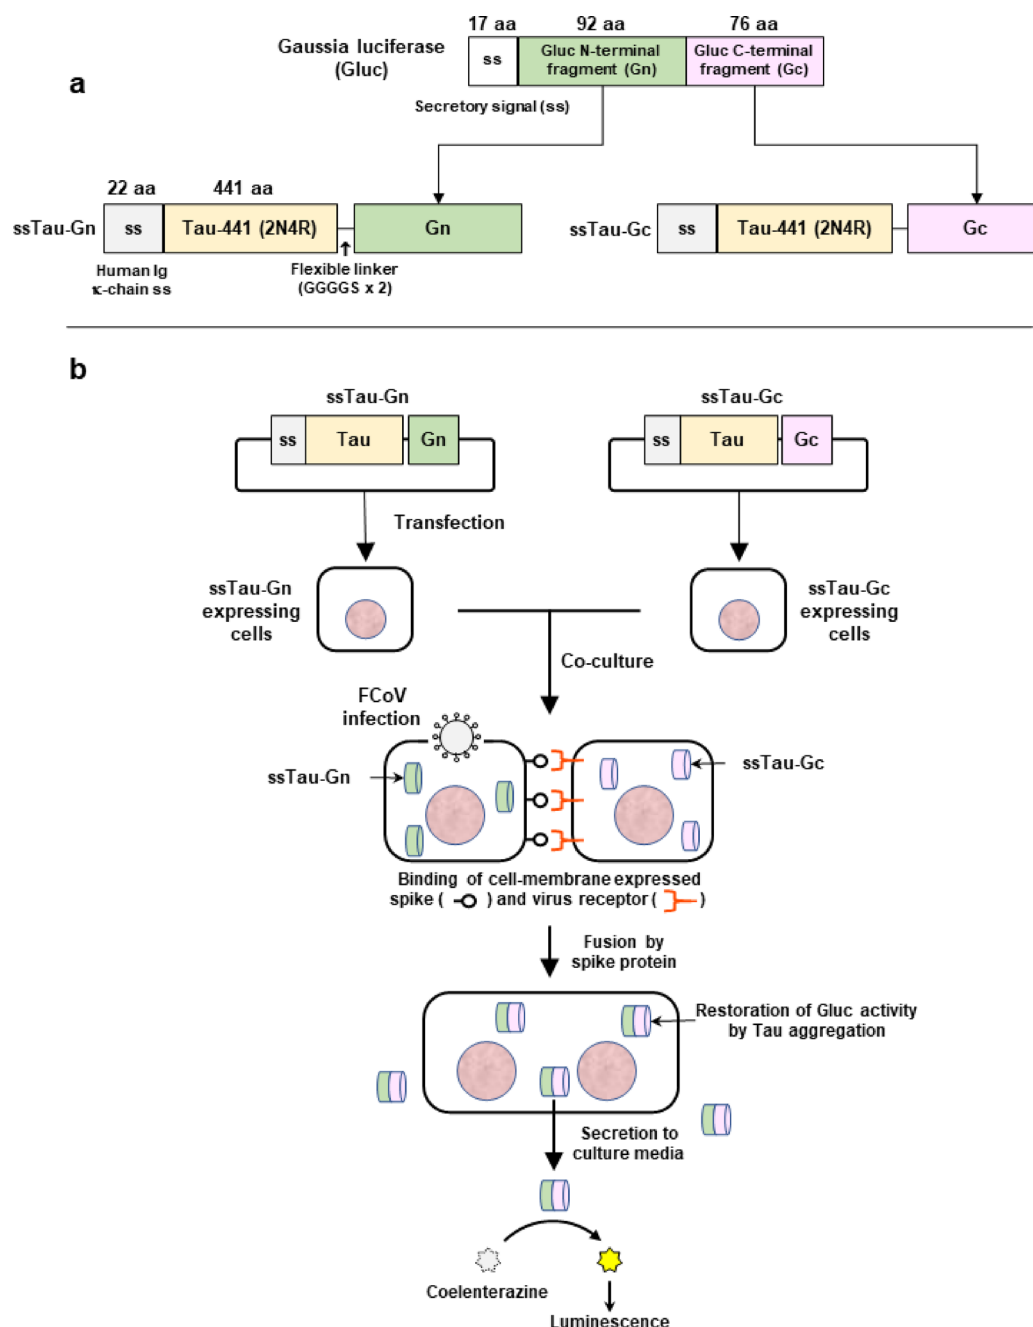 a
17 aa
92 aa
76 aa
Gaussia luciferase
(Gluc)
ss
Gluc N-terminal
fragment (Gn)
Gluc C-terminal
fragment (Gc)
Secretory signal (ss)
22 aa
441 aa
ssTau-Gn
ss
Tau-441 (2N4R)
Gn
ssTau-Gc
ss
Tau-441 (2N4R)
Gc
Human Ig
κ-chain ss
Flexible linker
(GGGGS x 2)
b
ssTau-Gn
ss
Tau
Gn
ssTau-Gc
ss
Tau
Gc
Transfection
ssTau-Gn
expressing
cells
ssTau-Gc
expressing
cells
Co-culture
FCoV
infection
ssTau-Gn
ssTau-Gc
Binding of cell-membrane expressed
spike ( ) and virus receptor ( )
Fusion by
spike protein
Restoration of Gluc activity
by Tau aggregation
Secretion to
culture media
Coelenterazine
Luminescence